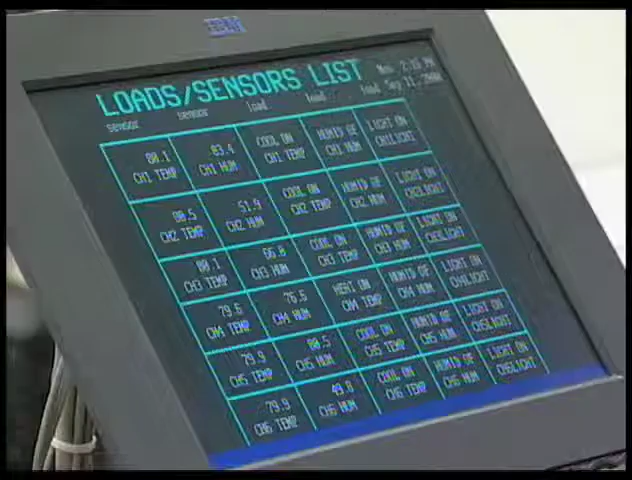 IBM
LOADS/SENSORS LIST
sensor sensor load load load
80.1 83.4 COOL ON HUMID OF LIGHT ON
CH1 TEMP CH1 HUM CH1 TEMP CH1 HUM CH1LIGHT
80.5 51.9 COOL ON HUMID OF LIGHT ON
CH2 TEMP CH2 HUM CH2 TEMP CH2 HUM CH2LIGHT
80.1 66.8 COOL ON HUMID OF LIGHT ON
CH3 TEMP CH3 HUM CH3 TEMP CH3 HUM CH3LIGHT
79.6 76.6 ON HUMID OF LIGHT ON
CH4 TEMP CH4 HUM CH4 TEMP CH4 HUM CH4LIGHT
79.9 80.5 COOL ON HUMID OF LIGHT ON
CH5 TEMP CH5 HUM CH5 TEMP CH5 HUM CH5LIGHT
79.9 49.8 COOL ON HUMID OF LIGHT ON
CH6 TEMP CH6 HUM CH6 TEMP CH6 HUM CH6LIGHT